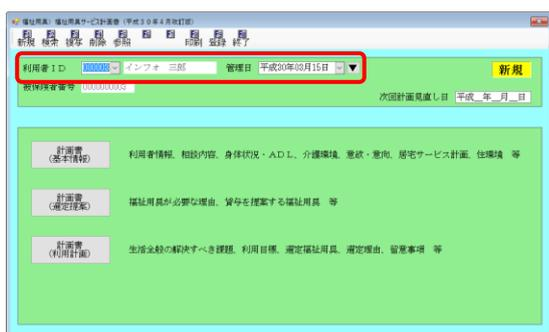 福祉用具) 福祉用具サービス計画書 (平成30年4月改訂版)
新規 検索 複写 削除 参照 印刷 登録 終了
利用者ID 000003 インフォ 三郎 管理日 平成30年03月15日 ▼ 新規
被保険者番号 0000000003 次回計画見直し日 平成__年__月__日
計画書
(基本情報) 利用者情報、相談内容、身体状況・ADL、介護環境、意欲・意向、居宅サービス計画、住環境 等
計画書
(選定提案) 福祉用具が必要な理由、貸与を提案する福祉用具 等
計画書
(利用計画) 生活全般の解決すべき課題、利用目標、選定福祉用具、選定理由、留意事項 等